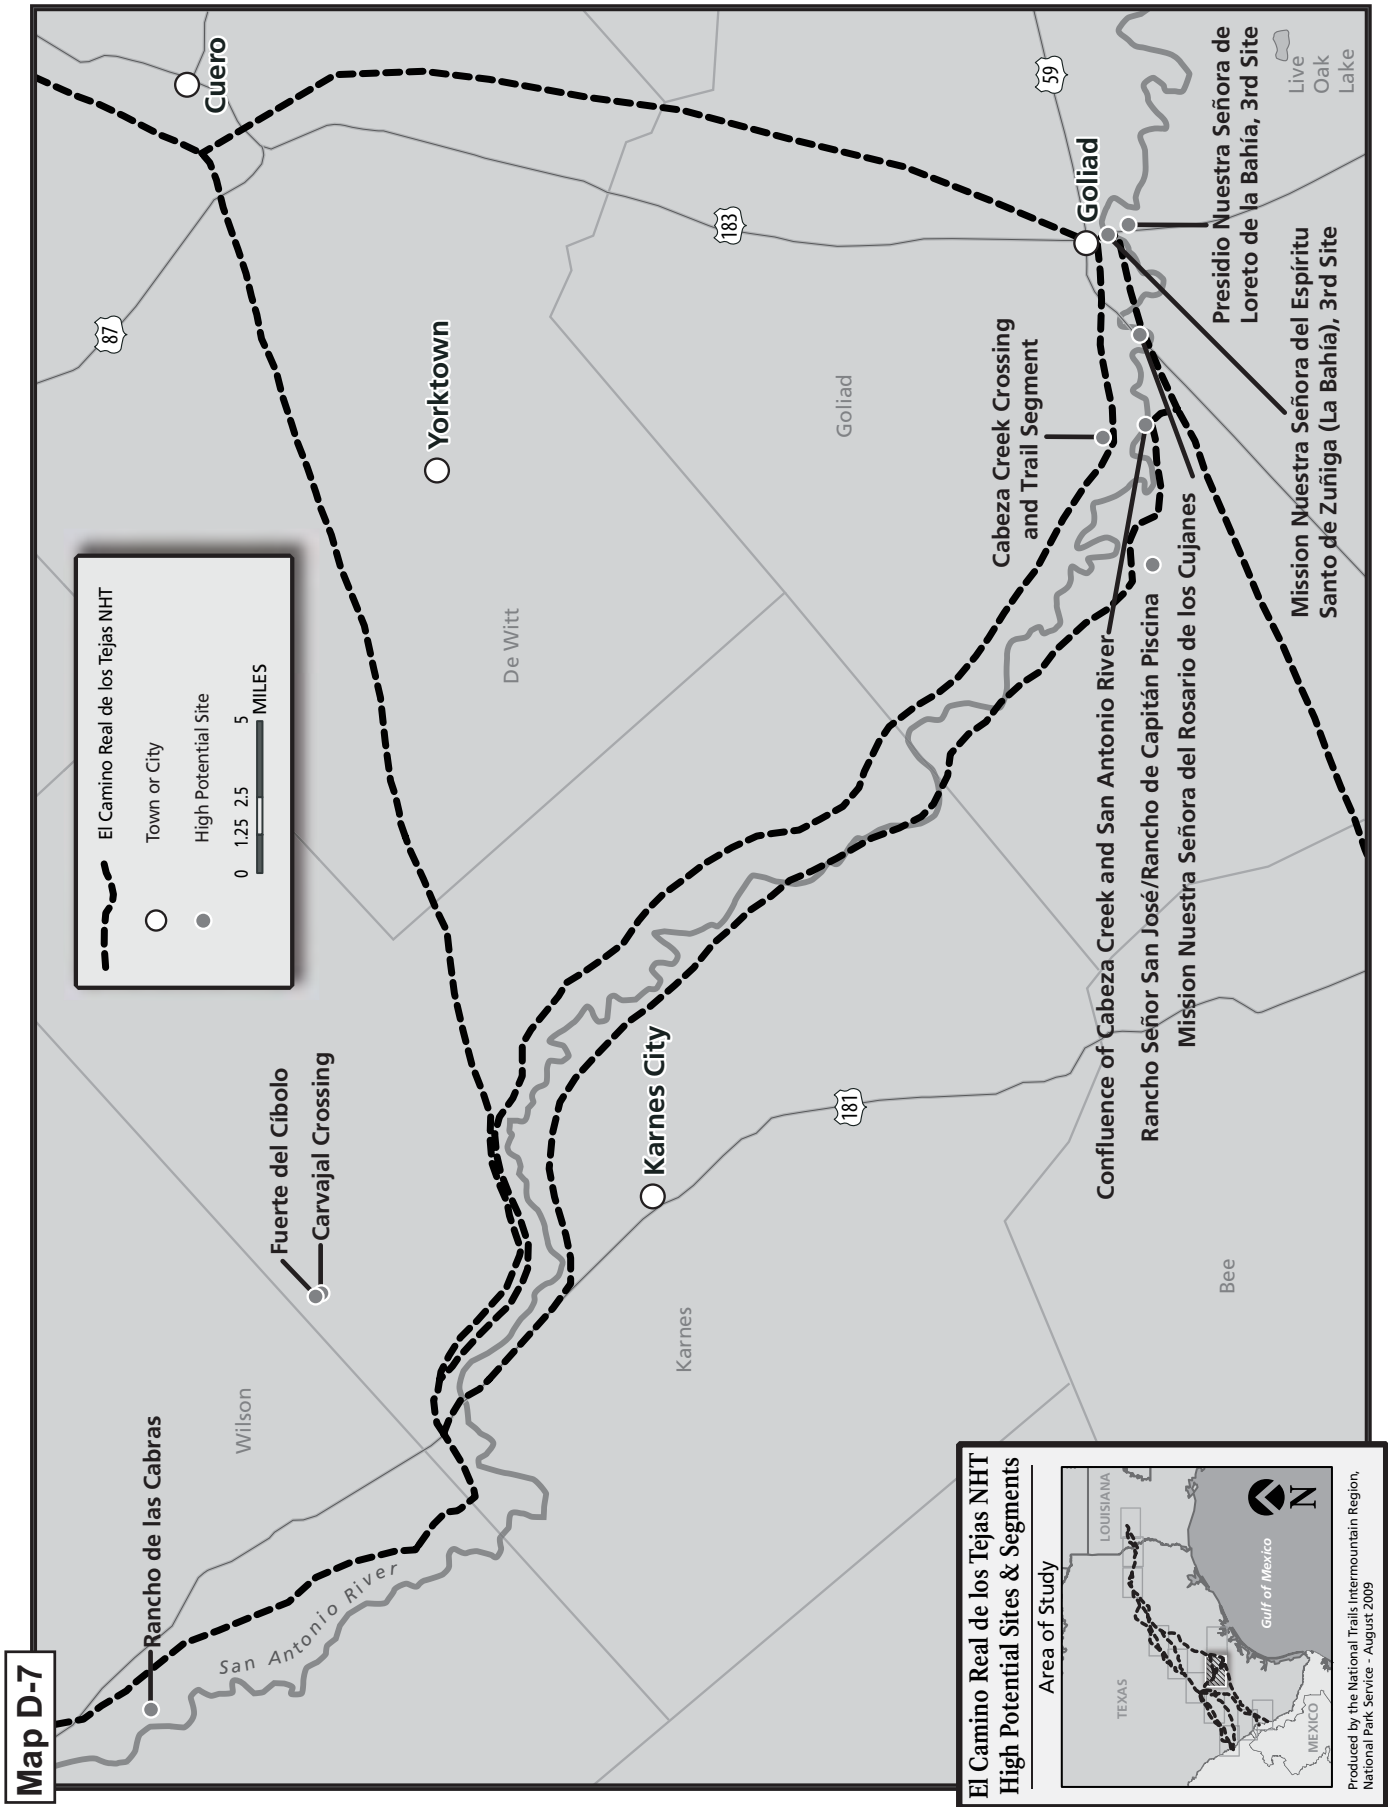 Map D-7
Rancho de las Cabras
San Antonio River
Wilson
Fuerte del Cíbolo
Carvajal Crossing
El Camino Real de los Tejas NHT
Town or City
High Potential Site
0 1.25 2.5 5
MILES
87
Cuero
Yorktown
De Witt
183
Karnes City
Karnes
181
Goliad
Cabeza Creek Crossing
and Trail Segment
59
Goliad
Confluence of Cabeza Creek and San Antonio River
Rancho Señor San José/Rancho de Capitán Piscina
Mission Nuestra Señora del Rosario de los Cujanes
Presidio Nuestra Señora de
Loreto de la Bahía, 3rd Site
Mission Nuestra Señora del Espíritu
Santo de Zuñiga (La Bahía), 3rd Site
Live
Oak
Lake
Bee
El Camino Real de los Tejas NHT
High Potential Sites & Segments
Area of Study
TEXAS
LOUISIANA
Gulf of Mexico
MEXICO
N
Produced by the National Trails Intermountain Region,
National Park Service - August 2009